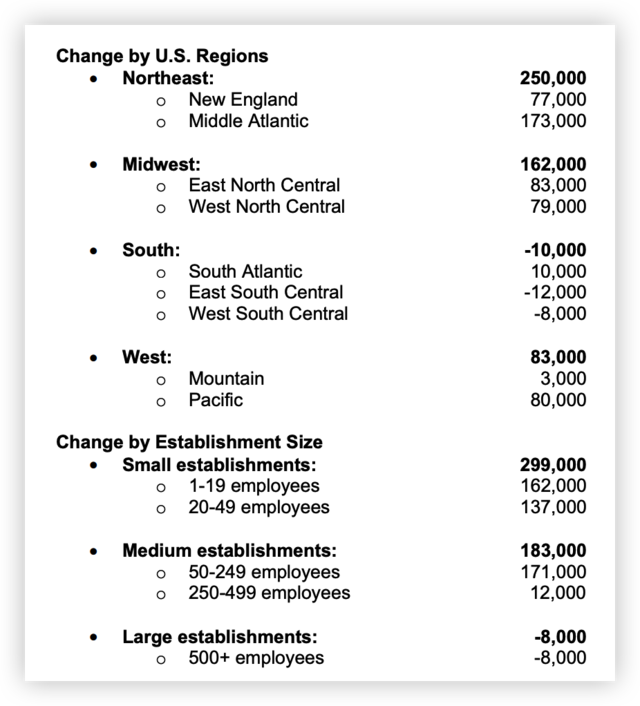 Change by U.S. Regions
• Northeast: 250,000
o New England 77,000
o Middle Atlantic 173,000
• Midwest: 162,000
o East North Central 83,000
o West North Central 79,000
• South: -10,000
o South Atlantic 10,000
o East South Central -12,000
o West South Central -8,000
• West: 83,000
o Mountain 3,000
o Pacific 80,000
Change by Establishment Size
• Small establishments: 299,000
o 1-19 employees 162,000
o 20-49 employees 137,000
• Medium establishments: 183,000
o 50-249 employees 171,000
o 250-499 employees 12,000
• Large establishments: -8,000
o 500+ employees -8,000